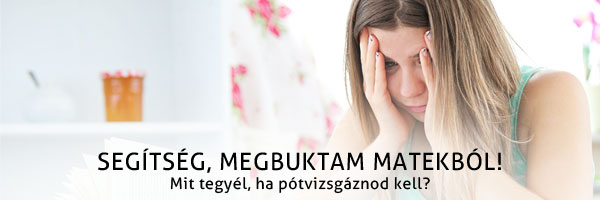 SEGÍTSÉG, MEGBUKTAM MATEKBÓL!
Mit tegyél, ha pótvizsgáznod kell?